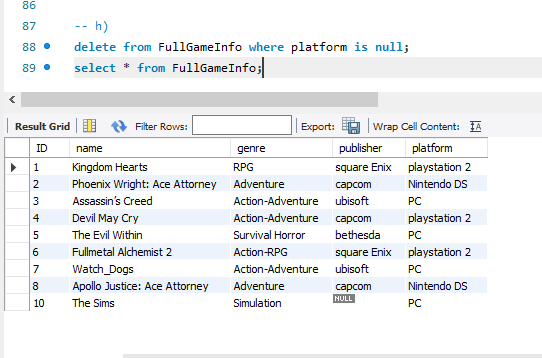 86
87 -- h)
88 delete from FullGameInfo where platform is null;
89 select * from FullGameInfo;
Result Grid Filter Rows: Export: Wrap Cell Content:
ID name genre publisher platform
1 Kingdom Hearts RPG square Enix playstation 2
2 Phoenix Wright: Ace Attorney Adventure capcom Nintendo DS
3 Assassin's Creed Action-Adventure ubisoft PC
4 Devil May Cry Action-Adventure capcom playstation 2
5 The Evil Within Survival Horror bethesda PC
6 Fullmetal Alchemist 2 Action-RPG square Enix playstation 2
7 Watch_Dogs Action-Adventure ubisoft PC
8 Apollo Justice: Ace Attorney Adventure capcom Nintendo DS
10 The Sims Simulation NULL PC